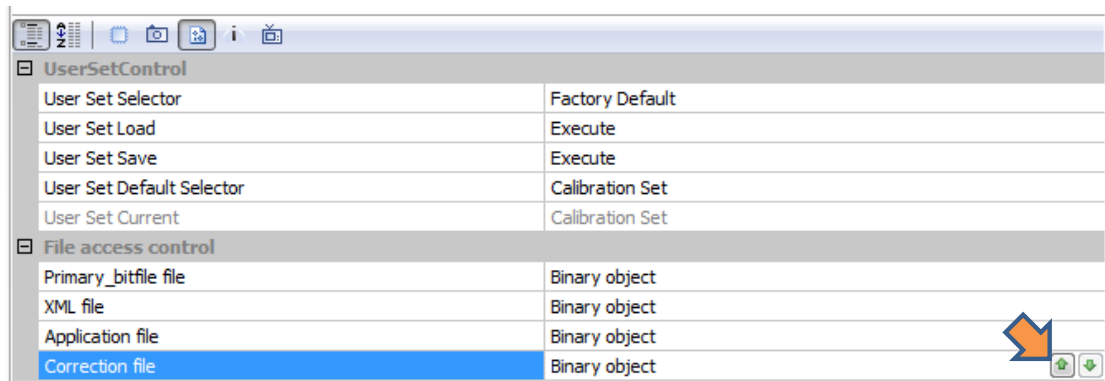 UserSetControl
User Set Selector Factory Default
User Set Load Execute
User Set Save Execute
User Set Default Selector Calibration Set
User Set Current Calibration Set
File access control
Primary_bitfile file Binary object
XML file Binary object
Application file Binary object
Correction file Binary object